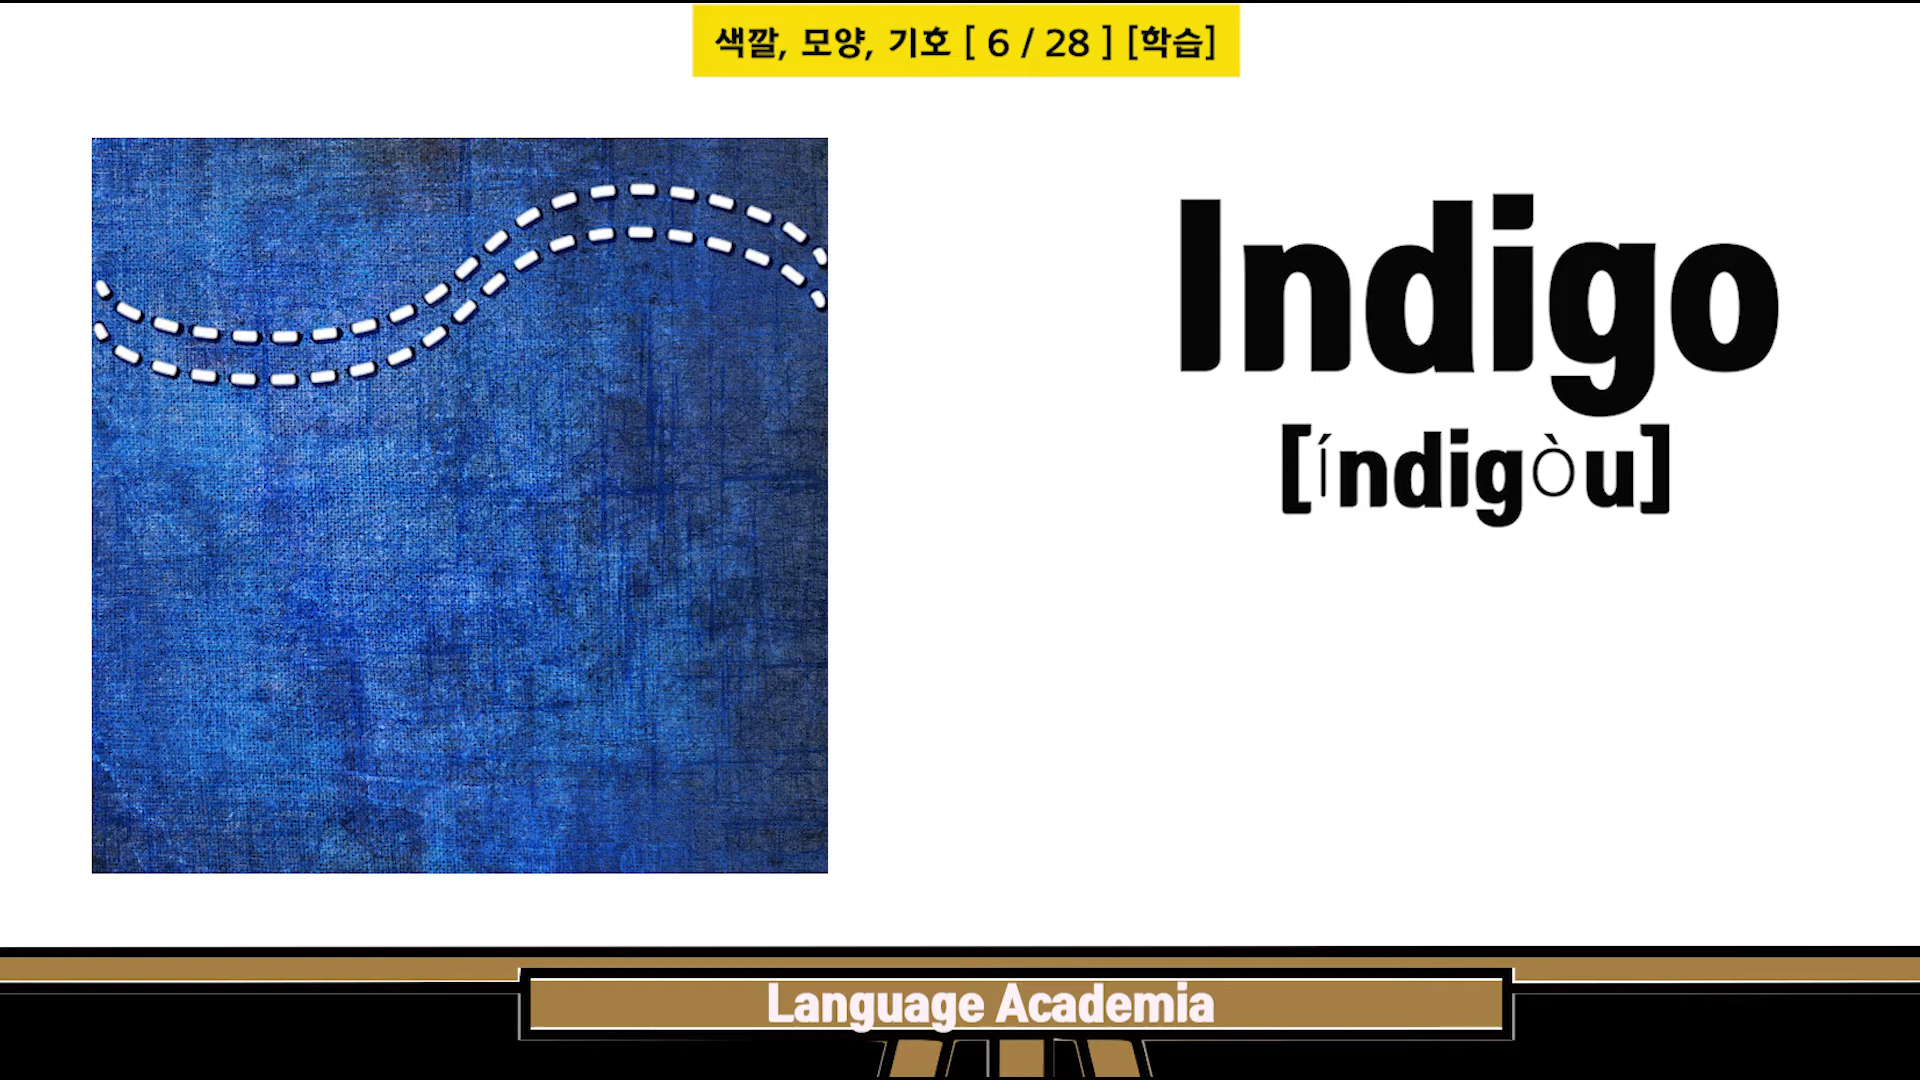 색깔, 모양, 기호 [ 6 / 28 ] [학습]
Indigo
[índigòu]
Language Academia